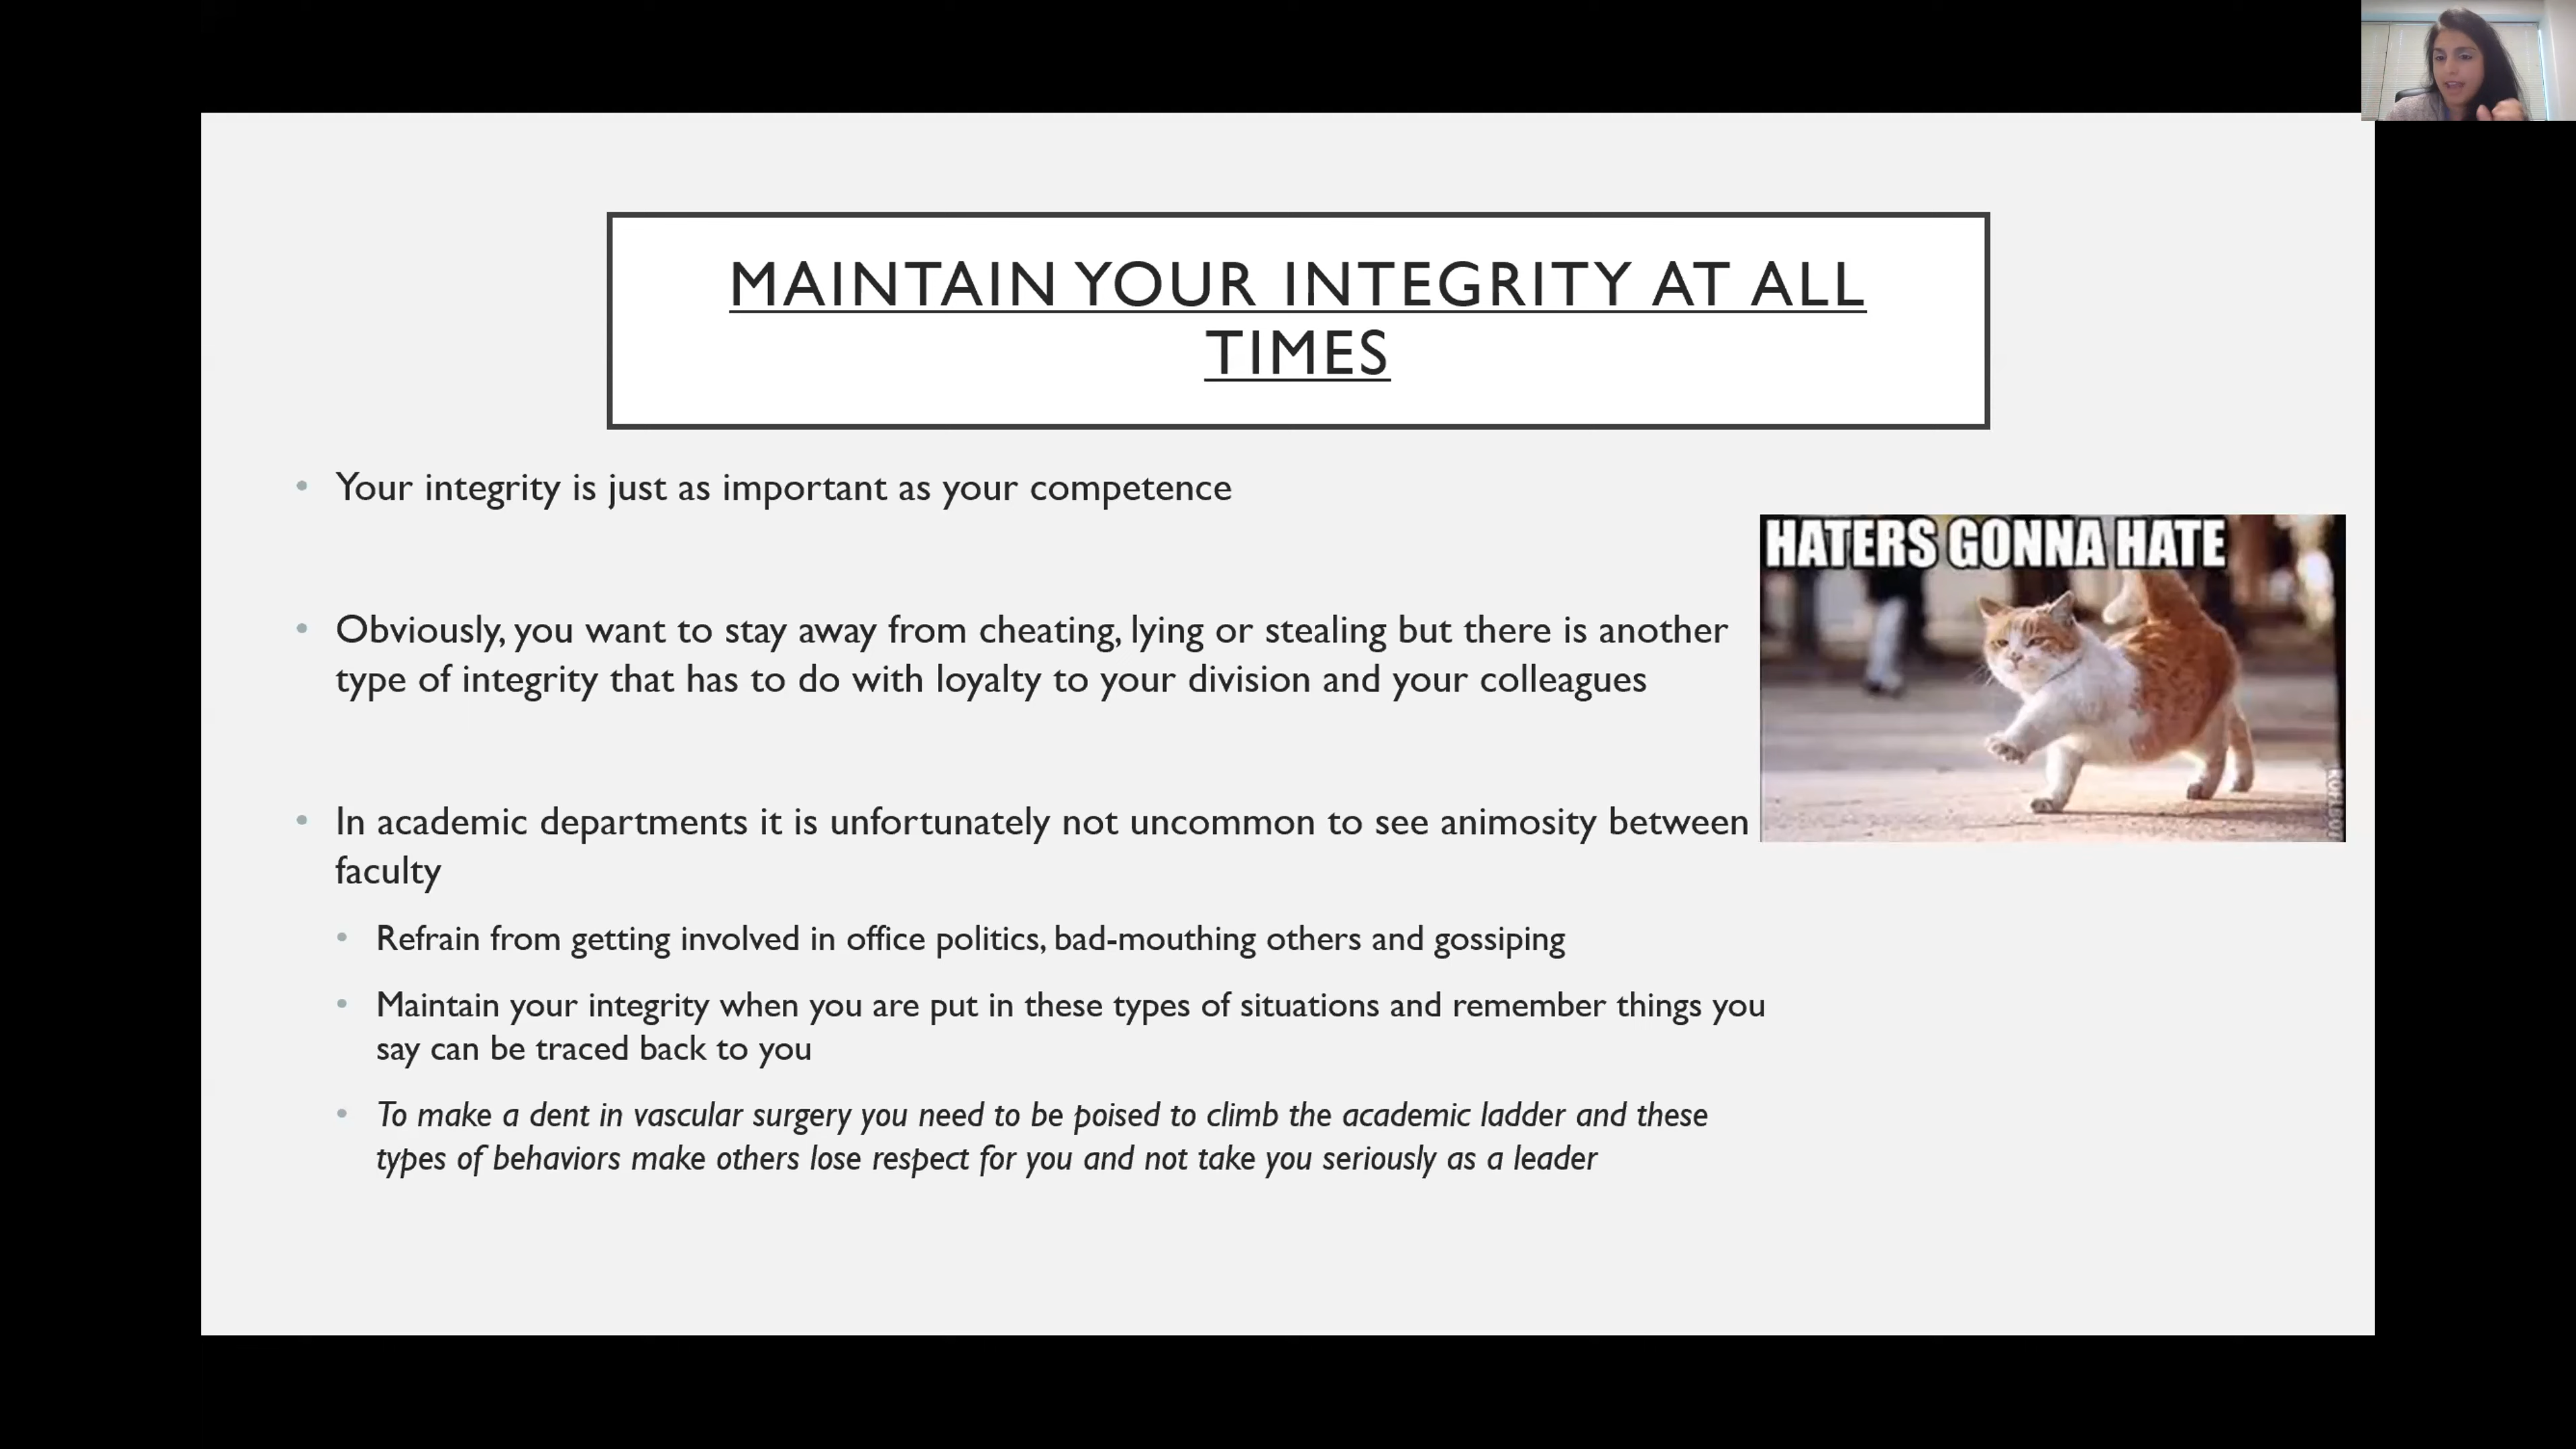 MAINTAIN YOUR INTEGRITY AT ALL
TIMES
• Your integrity is just as important as your competence
HATERS GONNA HATE
• Obviously, you want to stay away from cheating, lying or stealing but there is another
type of integrity that has to do with loyalty to your division and your colleagues
• In academic departments it is unfortunately not uncommon to see animosity between
faculty
• Refrain from getting involved in office politics, bad-mouthing others and gossiping
• Maintain your integrity when you are put in these types of situations and remember things you
say can be traced back to you
• To make a dent in vascular surgery you need to be poised to climb the academic ladder and these
types of behaviors make others lose respect for you and not take you seriously as a leader